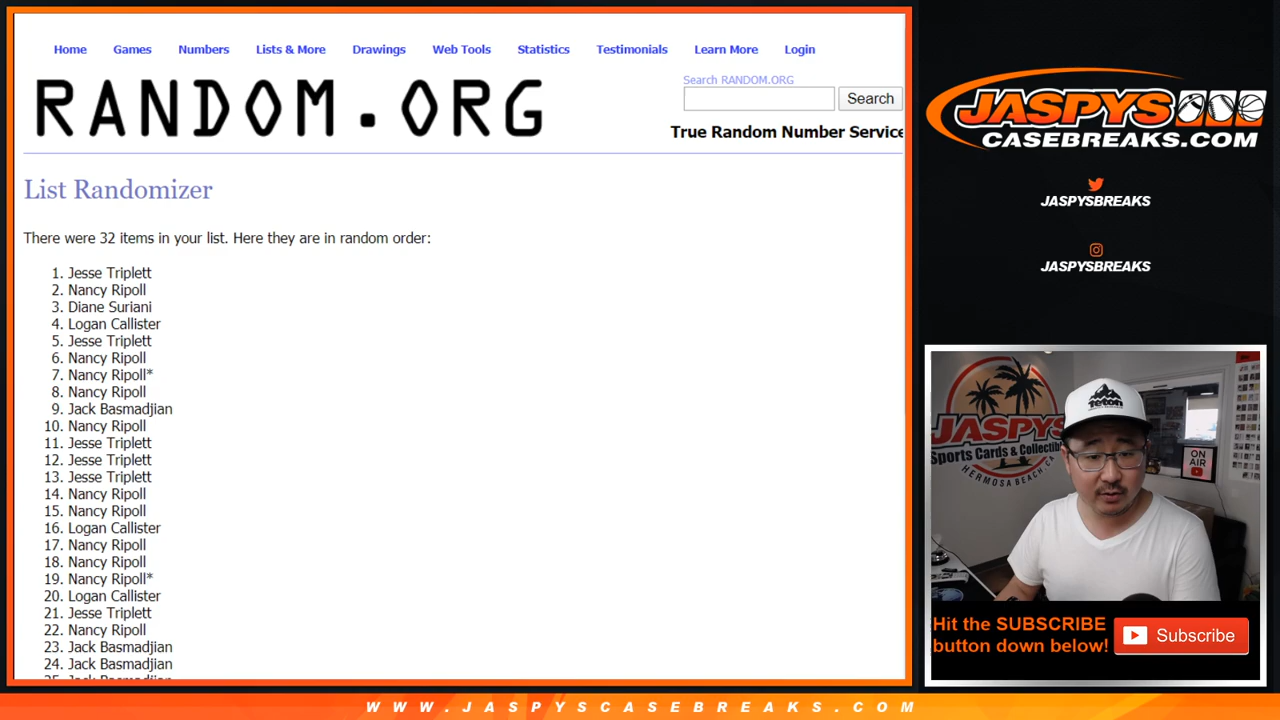 Home Games Numbers Lists & More Drawings Web Tools Statistics Testimonials Learn More Login
RANDOM.ORG
Search RANDOM.ORG
Search
True Random Number Service
List Randomizer
There were 32 items in your list. Here they are in random order:
1. Jesse Triplett
2. Nancy Ripoll
3. Diane Suriani
4. Logan Callister
5. Jesse Triplett
6. Nancy Ripoll
7. Nancy Ripoll*
8. Nancy Ripoll
9. Jack Basmadjian
10. Nancy Ripoll
11. Jesse Triplett
12. Jesse Triplett
13. Jesse Triplett
14. Nancy Ripoll
15. Nancy Ripoll
16. Logan Callister
17. Nancy Ripoll
18. Nancy Ripoll
19. Nancy Ripoll*
20. Logan Callister
21. Jesse Triplett
22. Nancy Ripoll
23. Jack Basmadjian
24. Jack Basmadjian
25. Jack Basmadjian
JASPYS
CASEBREAKS.COM
JASPYSBREAKS
JASPYSBREAKS
JASPYS
Sports Cards & Collectibl
HERMOSA BEACH, CA
teton
ON
AIR
Hit the SUBSCRIBE
button down below!
Subscribe
WWW.JASPYSCASEBREAKS.COM